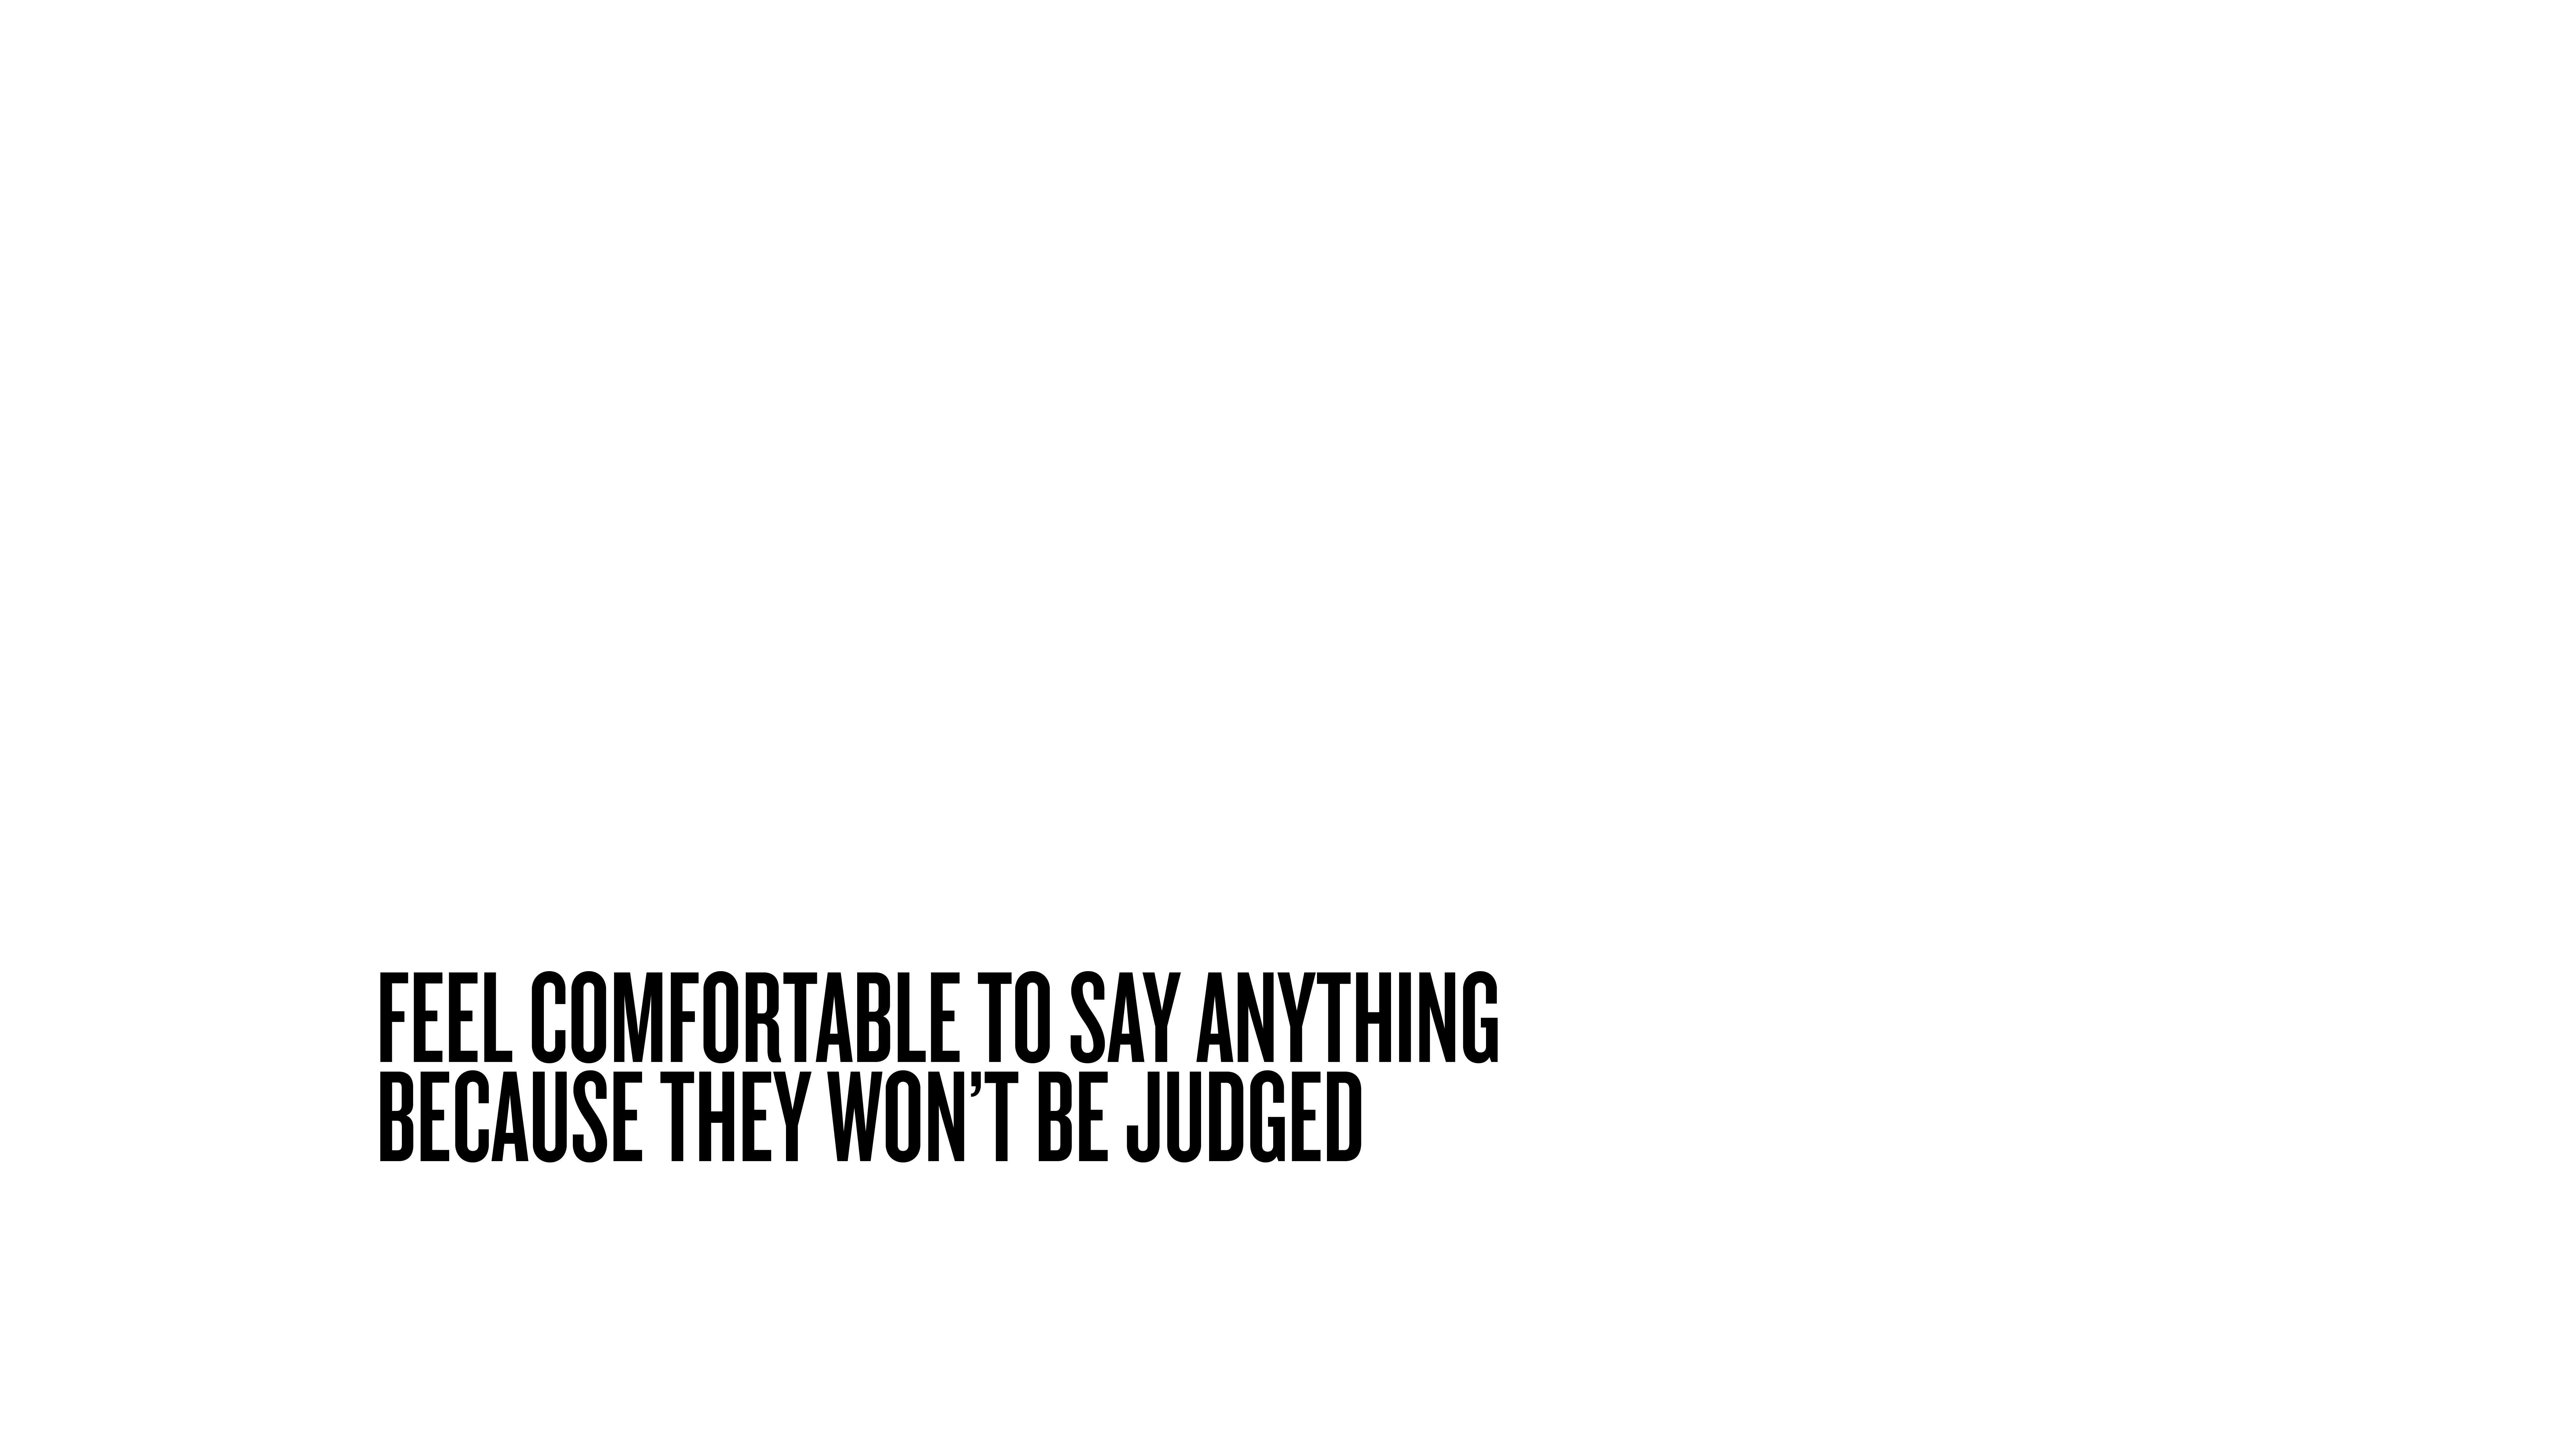 FEEL COMFORTABLE TO SAY ANYTHING
BECAUSE THEY WON’T BE JUDGED